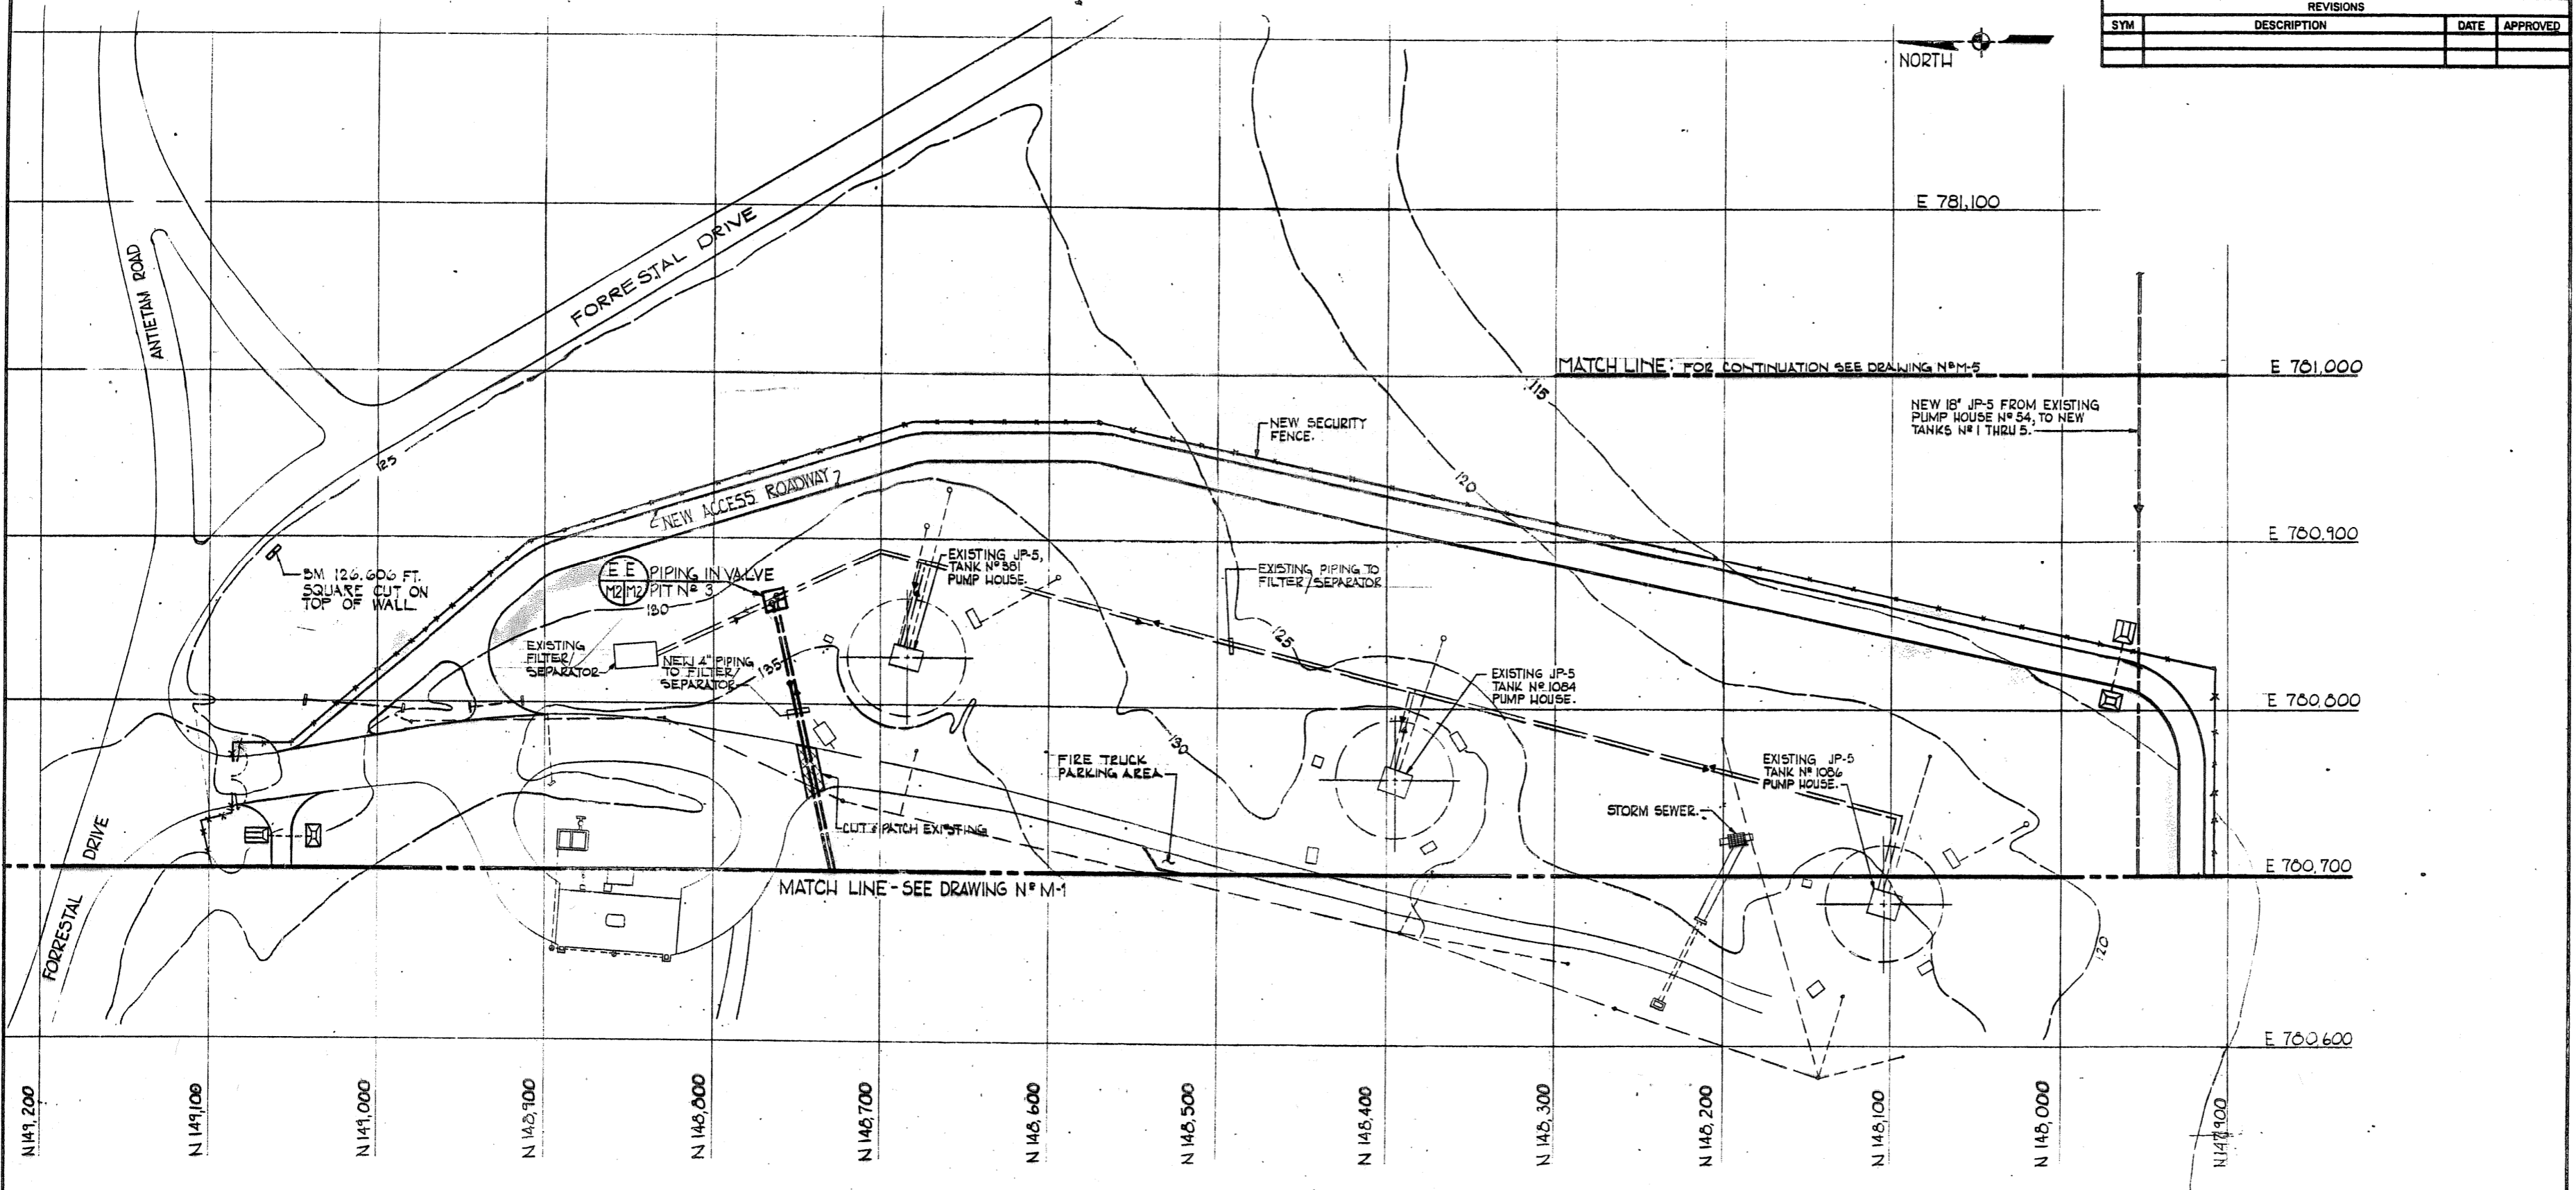 REVISIONS
SYM DESCRIPTION DATE APPROVED
NORTH
E 781,100
ANTIETAM ROAD
FORRESTAL DRIVE
MATCH LINE: FOR CONTINUATION SEE DRAWING Nº M-5
E 781,000
115
NEW 18" JP-5 FROM EXISTING
PUMP HOUSE Nº 54, TO NEW
TANKS Nº 1 THRU 5.
NEW SECURITY
FENCE.
125
120
NEW ACCESS ROADWAY
E 780,900
BM 126.606 FT.
SQUARE CUT ON
TOP OF WALL
E E
M2 M2
PIPING IN VALVE
PIT Nº 3
130
EXISTING JP-5,
TANK Nº 381
PUMP HOUSE.
EXISTING PIPING TO
FILTER/SEPARATOR
125
EXISTING
FILTER/
SEPARATOR
NEW 4" PIPING
TO FILTER/
SEPARATOR
135
EXISTING JP-5
TANK Nº 1084
PUMP HOUSE.
E 780,800
130
FIRE TRUCK
PARKING AREA
EXISTING JP-5
TANK Nº 1086
PUMP HOUSE.
STORM SEWER.
CUT & PATCH EXISTING
E 780,700
MATCH LINE - SEE DRAWING Nº M-1
FORRESTAL DRIVE
120
E 780,600
N 149,200
N 149,100
N 149,000
N 148,900
N 148,800
N 148,700
N 148,600
N 148,500
N 148,400
N 148,300
N 148,200
N 148,100
N 148,000
N 147,900